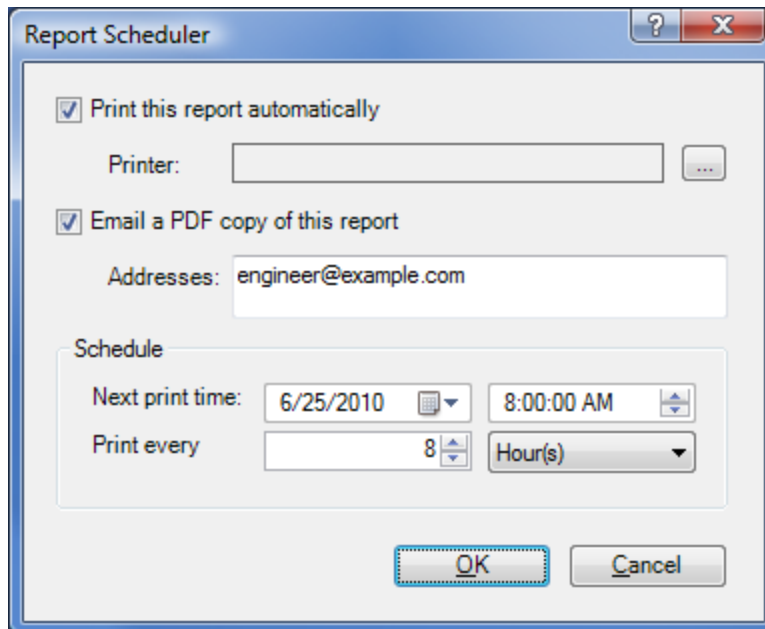 Report Scheduler
Print this report automatically
Printer: ...
Email a PDF copy of this report
Addresses: engineer@example.com
Schedule
Next print time: 6/25/2010 8:00:00 AM
Print every 8 Hour(s)
OK Cancel